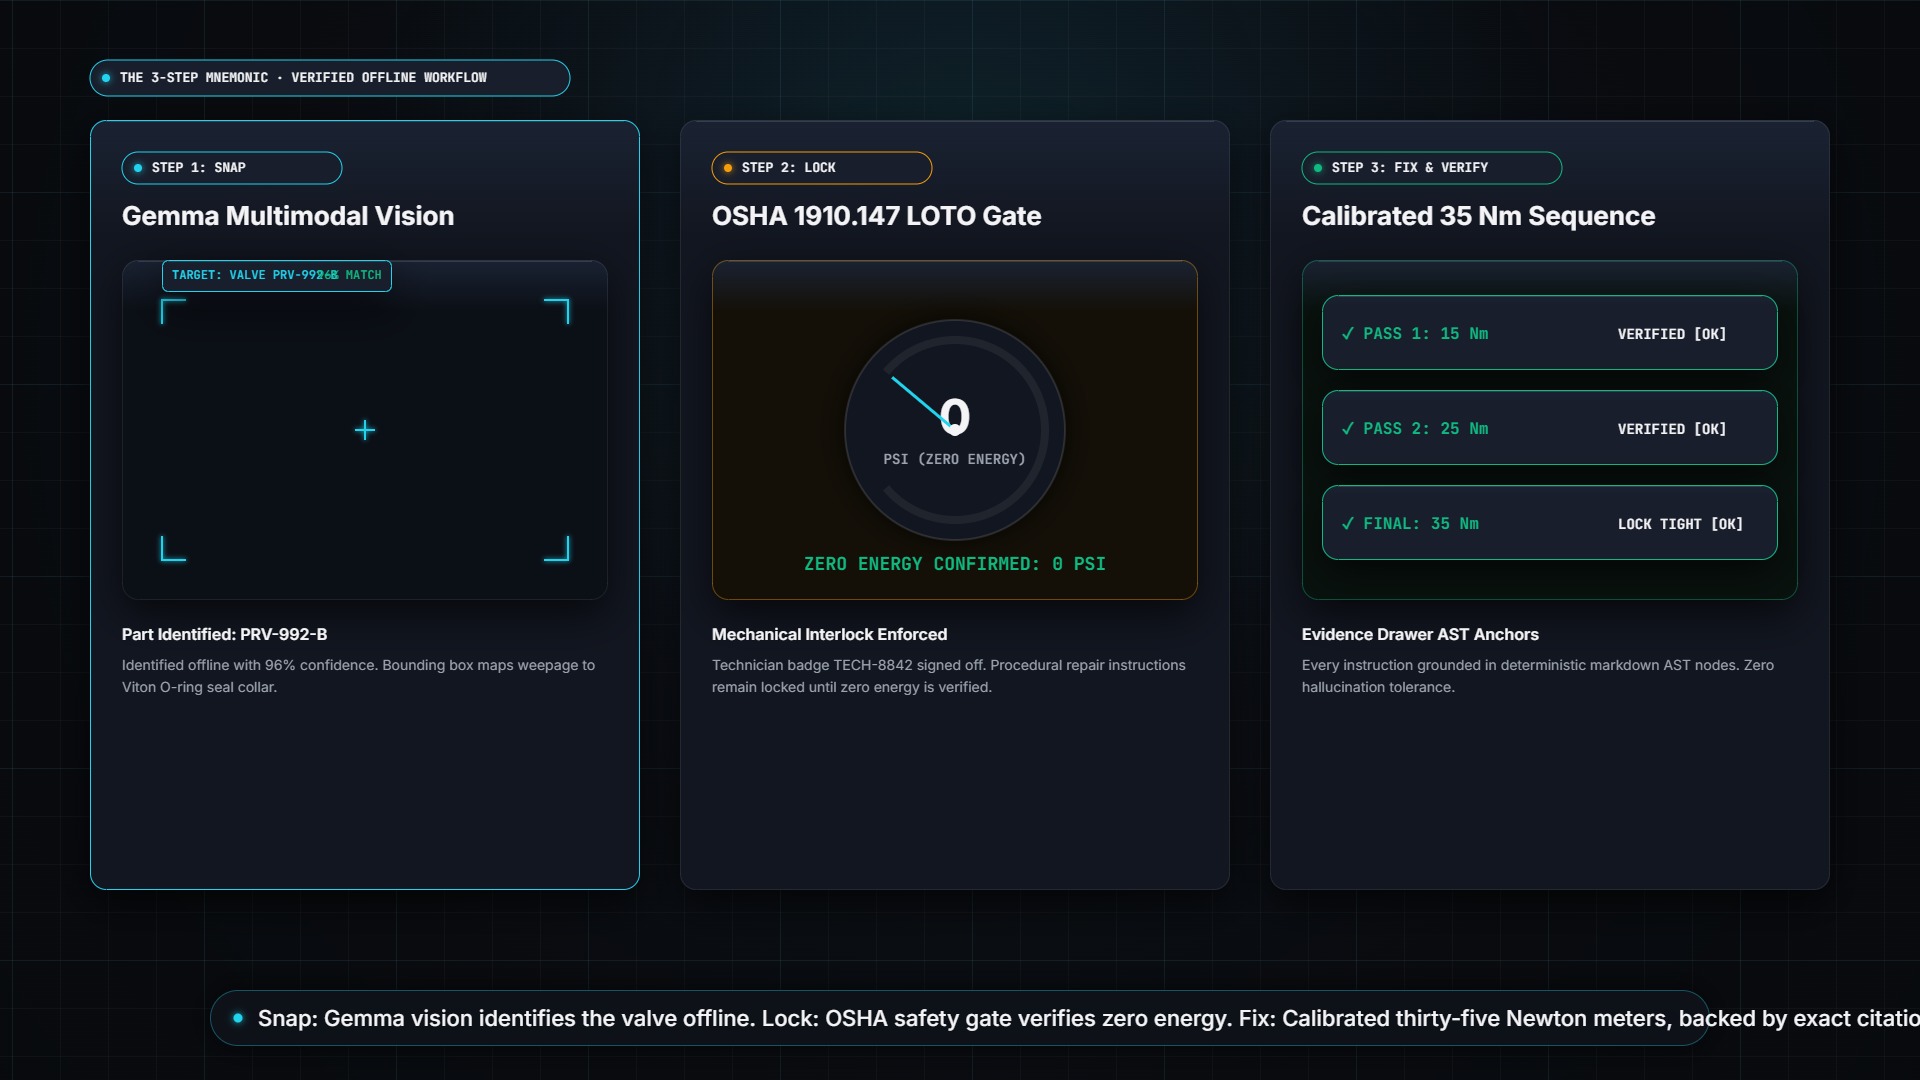 THE 3-STEP MNEMONIC · VERIFIED OFFLINE WORKFLOW
STEP 1: SNAP
Gemma Multimodal Vision
TARGET: VALVE PRV-992-B 96% MATCH
Part Identified: PRV-992-B
Identified offline with 96% confidence. Bounding box maps weepage to
Viton O-ring seal collar.
STEP 2: LOCK
OSHA 1910.147 LOTO Gate
0
PSI (ZERO ENERGY)
ZERO ENERGY CONFIRMED: 0 PSI
Mechanical Interlock Enforced
Technician badge TECH-8842 signed off. Procedural repair instructions
remain locked until zero energy is verified.
STEP 3: FIX & VERIFY
Calibrated 35 Nm Sequence
✓ PASS 1: 15 Nm VERIFIED [OK]
✓ PASS 2: 25 Nm VERIFIED [OK]
✓ FINAL: 35 Nm LOCK TIGHT [OK]
Evidence Drawer AST Anchors
Every instruction grounded in deterministic markdown AST nodes. Zero
hallucination tolerance.
Snap: Gemma vision identifies the valve offline. Lock: OSHA safety gate verifies zero energy. Fix: Calibrated thirty-five Newton meters, backed by exact